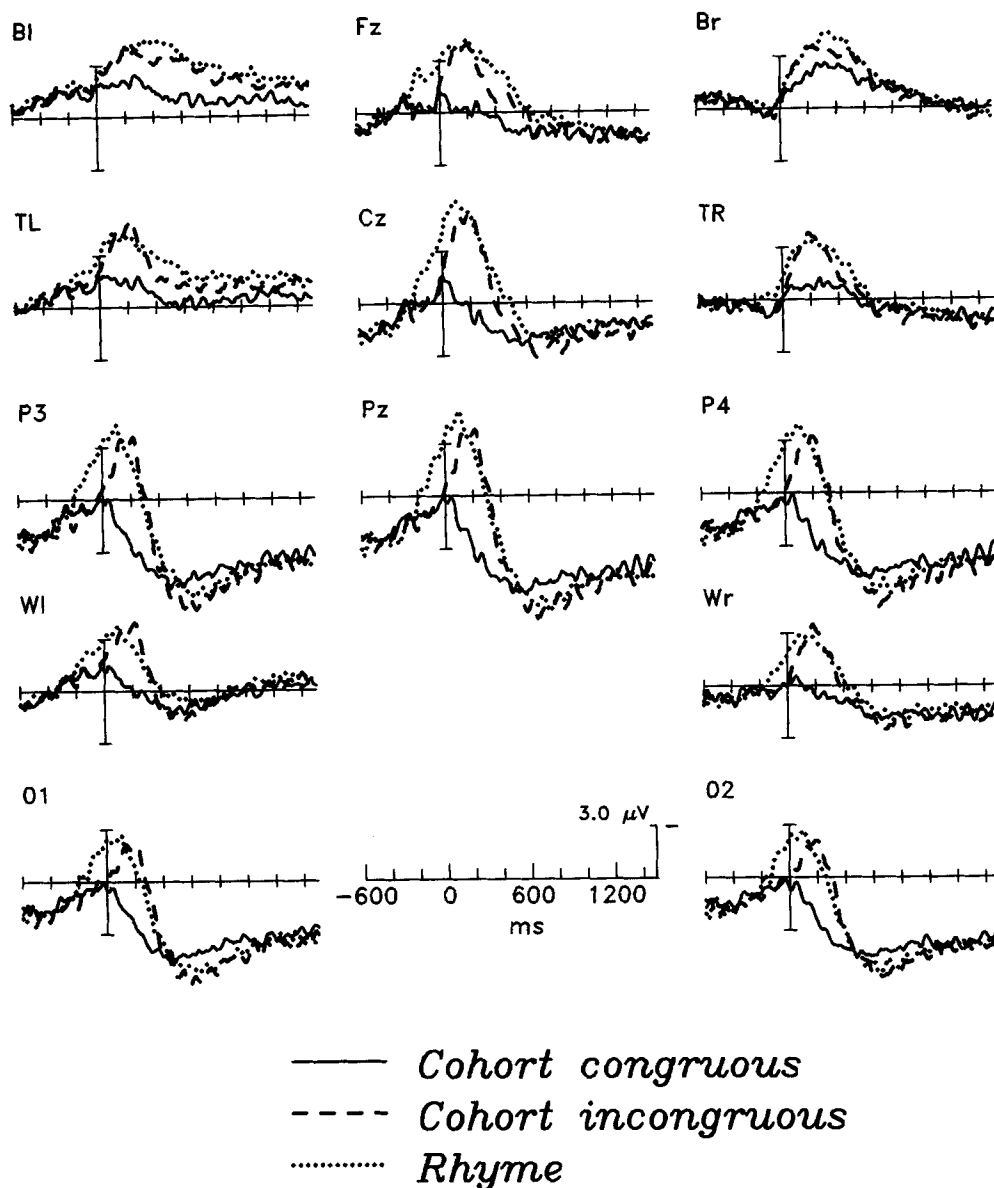 Bl
Fz
Br
TL
Cz
TR
P3
Pz
P4
Wl
Wr
O1
O2
3.0 μV
-600 0 600 1200
ms
Cohort congruous
Cohort incongruous
Rhyme